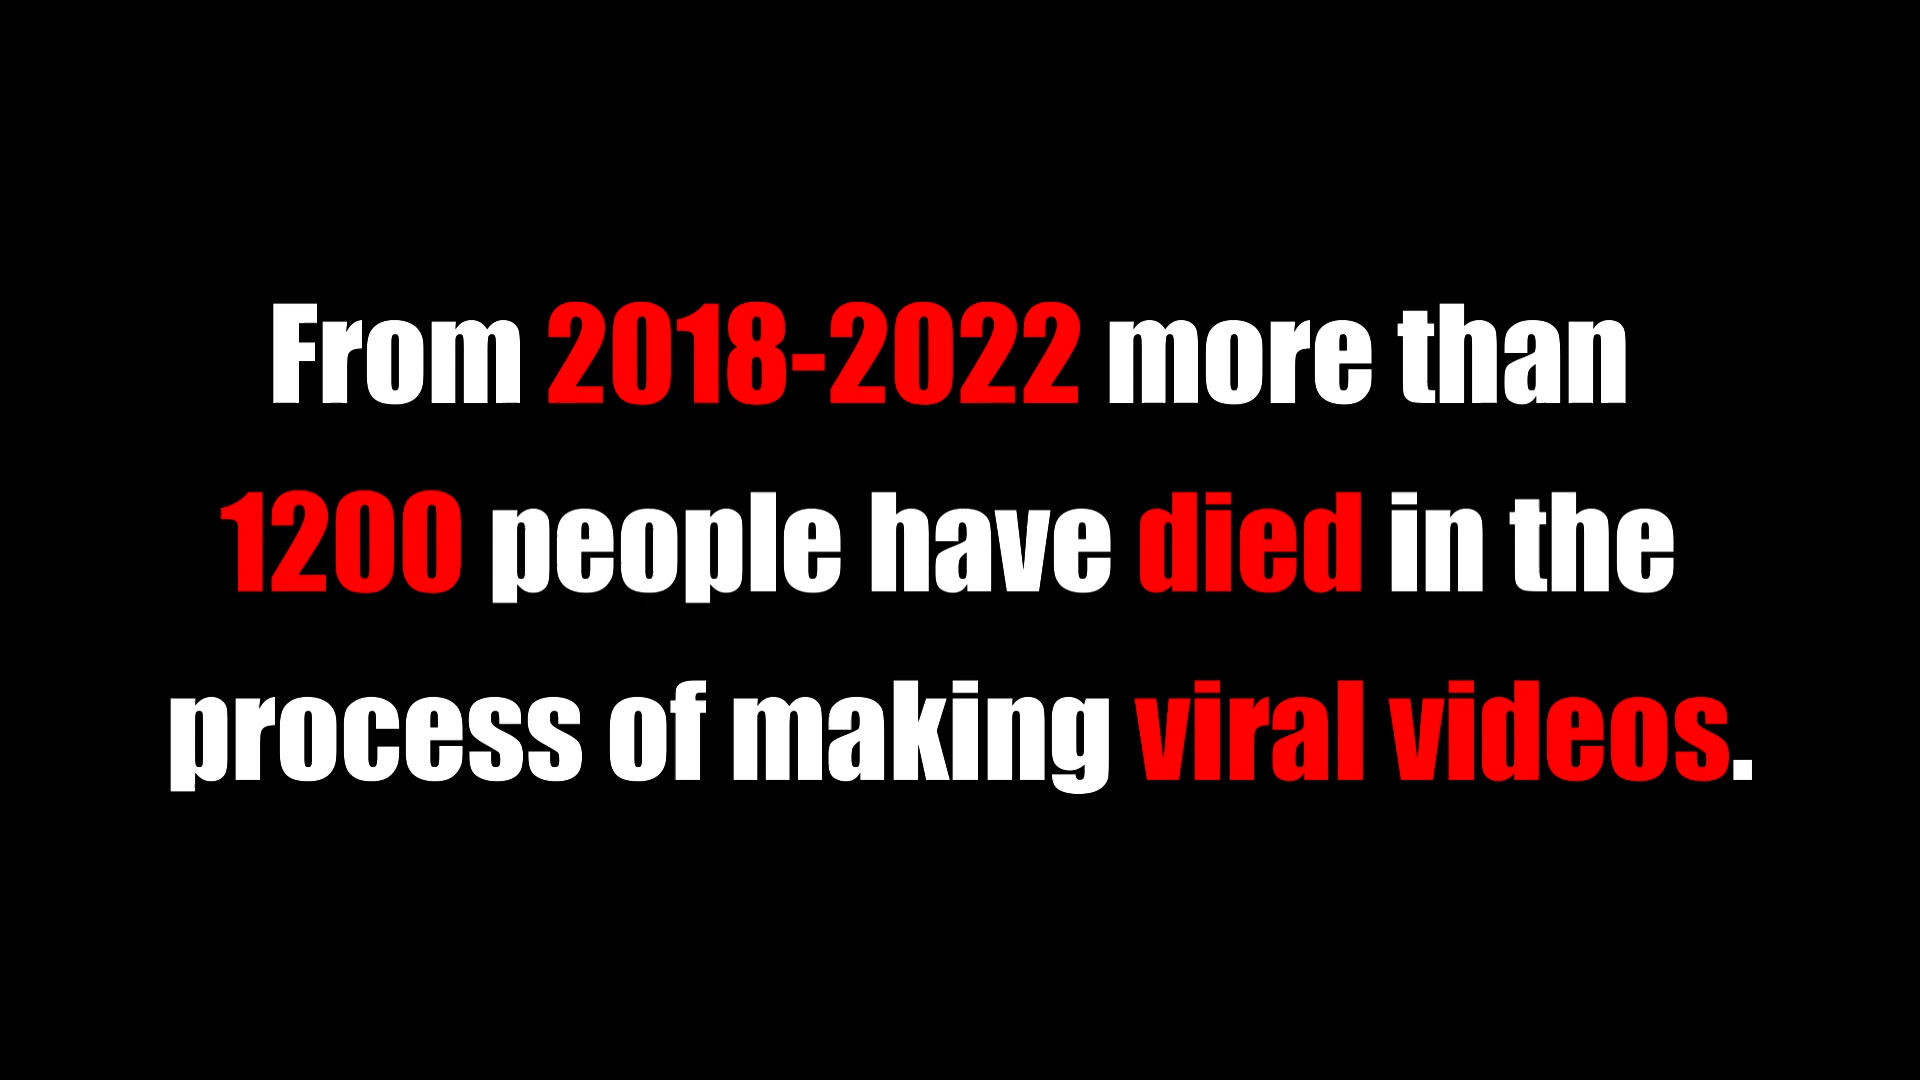 From 2018-2022 more than
1200 people have died in the
process of making viral videos.